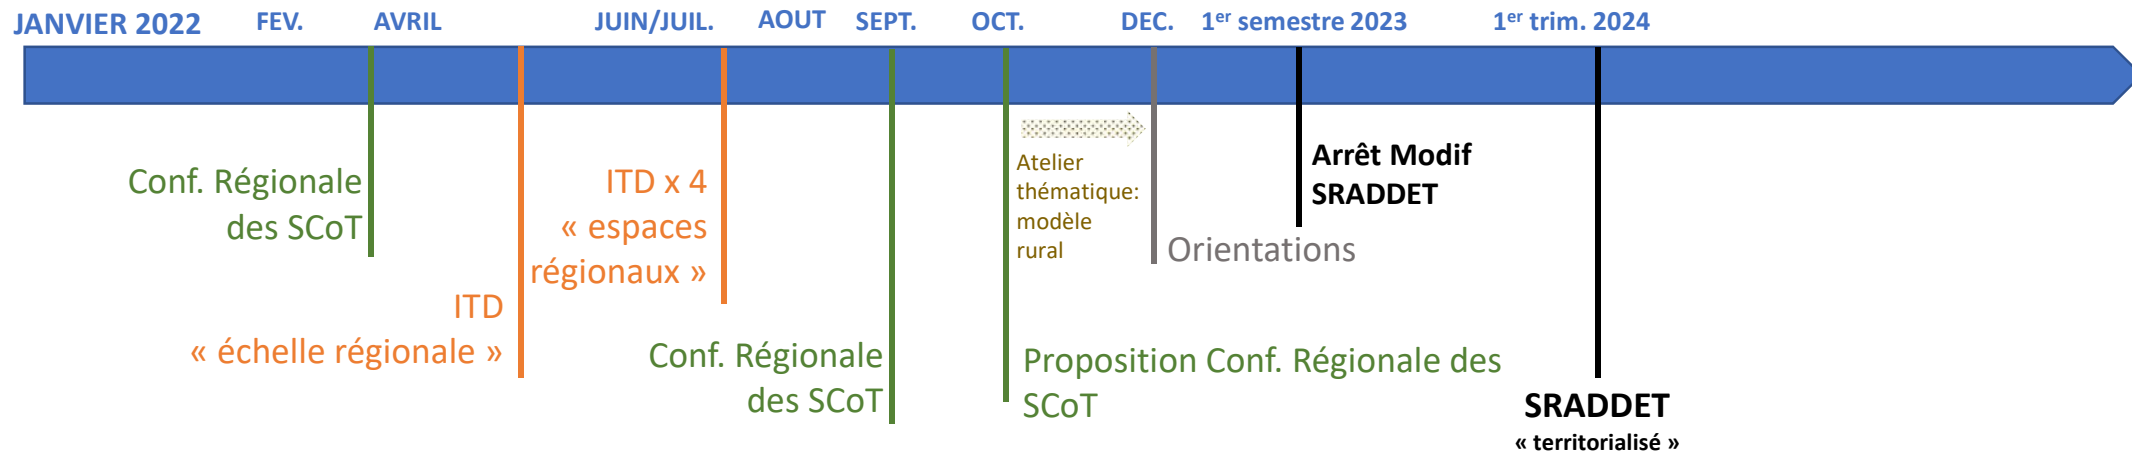 JANVIER 2022 FEV. AVRIL JUIN/JUIL. AOUT SEPT. OCT. DEC. 1er semestre 2023 1er trim. 2024
Conf. Régionale
des SCoT
ITD
« échelle régionale »
ITD x 4
« espaces
régionaux »
Conf. Régionale
des SCoT
Atelier
thématique:
modèle
rural
Proposition Conf. Régionale des
SCoT
Orientations
Arrêt Modif
SRADDET
SRADDET
« territorialisé »